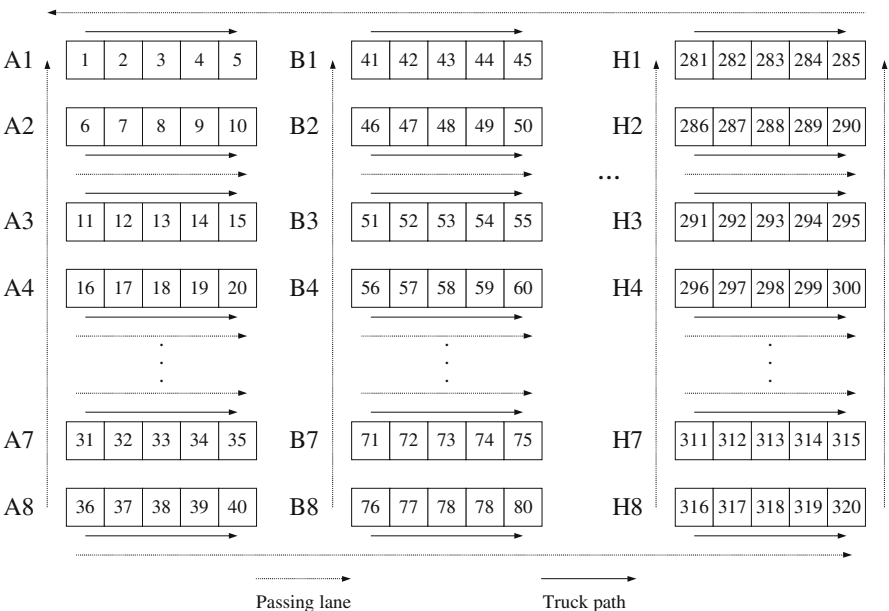 A1 1 2 3 4 5 B1 41 42 43 44 45 H1 281 282 283 284 285
A2 6 7 8 9 10 B2 46 47 48 49 50 H2 286 287 288 289 290
...
A3 11 12 13 14 15 B3 51 52 53 54 55 H3 291 292 293 294 295
A4 16 17 18 19 20 B4 56 57 58 59 60 H4 296 297 298 299 300
A7 31 32 33 34 35 B7 71 72 73 74 75 H7 311 312 313 314 315
A8 36 37 38 39 40 B8 76 77 78 78 80 H8 316 317 318 319 320
Passing lane Truck path